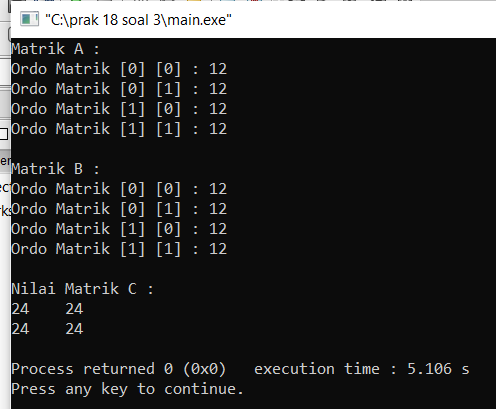 "C:\prak 18 soal 3\main.exe"
Matrik A :
Ordo Matrik [0] [0] : 12
Ordo Matrik [0] [1] : 12
Ordo Matrik [1] [0] : 12
Ordo Matrik [1] [1] : 12
Matrik B :
Ordo Matrik [0] [0] : 12
Ordo Matrik [0] [1] : 12
Ordo Matrik [1] [0] : 12
Ordo Matrik [1] [1] : 12
Nilai Matrik C :
24    24
24    24
Process returned 0 (0x0)   execution time : 5.106 s
Press any key to continue.